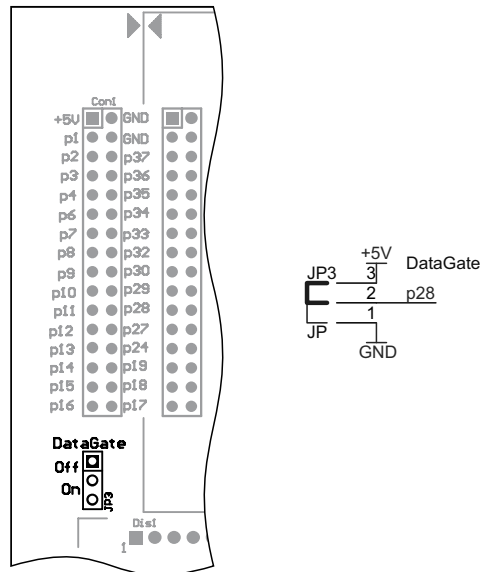 Con1
+5V GND
p1 GND
p2 p37
p3 p36
p4 p35
p6 p34
p7 p33
p8 p32
p9 p30
p10 p29
p11 p28
p12 p27
p13 p24
p14 p19
p15 p18
p16 p17
DataGate
Off
On
JP3
Dis1
1
+5V
JP3 3 DataGate
2 p28
1
JP
GND